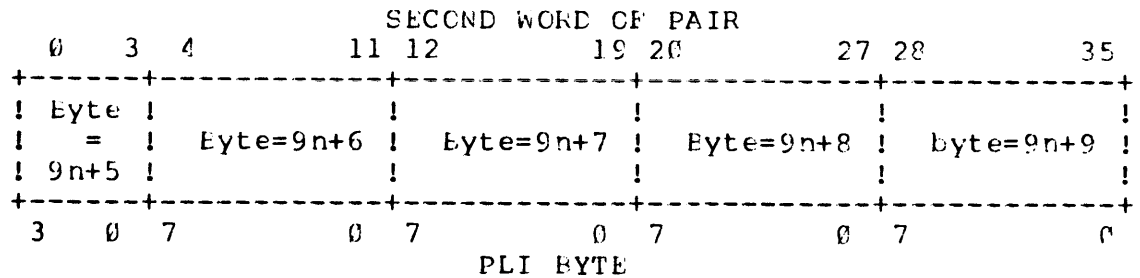 SECOND WORD OF PAIR
0 3 4 11 12 19 20 27 28 35
+------+-----------+-----------+-----------+-----------+
! Byte ! ! ! ! !
! = ! Byte=9n+6 ! Byte=9n+7 ! Byte=9n+8 ! byte=9n+9 !
! 9n+5 ! ! ! ! !
+------+-----------+-----------+-----------+-----------+
3 0 7 0 7 0 7 0 7 0
PLI BYTE